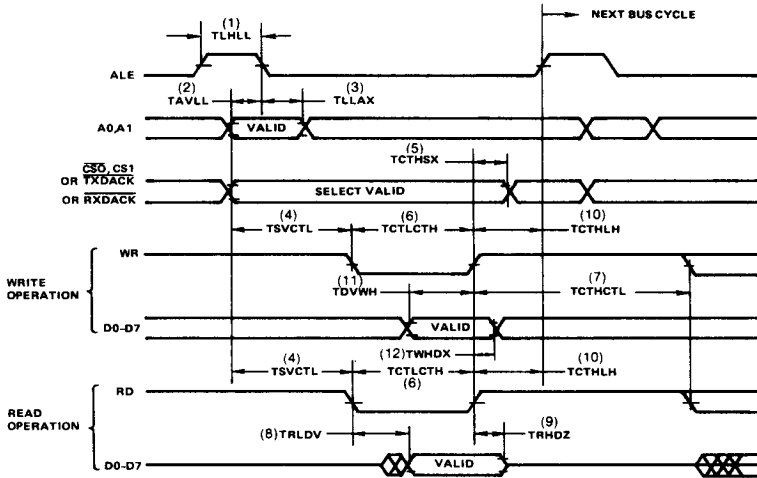 (1)
TLHLL
NEXT BUS CYCLE
ALE
(2)
TAVLL
(3)
TLLAX
A0,A1
VALID
(5)
TCTHSX
CSO, CS1
OR TXDACK
OR RXDACK
SELECT VALID
(4)
TSVCTL
(6)
TCTLCTH
(10)
TCTHLH
WRITE
OPERATION
WR
(11)
TDVWH
(7)
TCTHCTL
D0–D7
VALID
(12) TWHDX
(4)
TSVCTL
TCTLCTH
(6)
(10)
TCTHLH
READ
OPERATION
RD
(8) TRLDV
(9)
TRHDZ
D0–D7
VALID